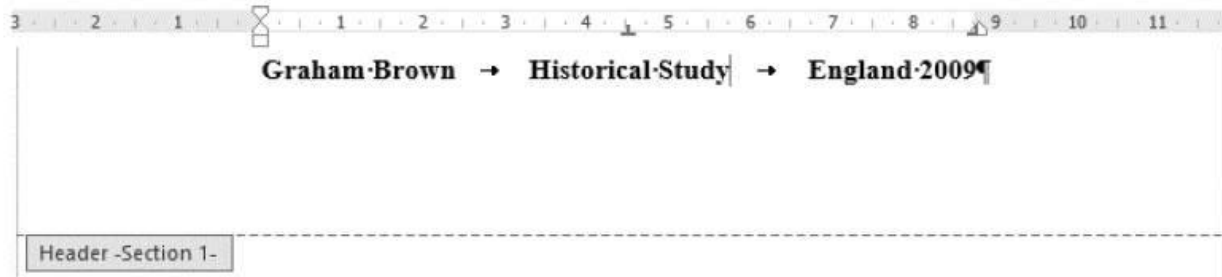 3 2 1 1 2 3 4 5 6 7 8 9 10 11
Graham·Brown → Historical·Study → England·2009¶
Header -Section 1-